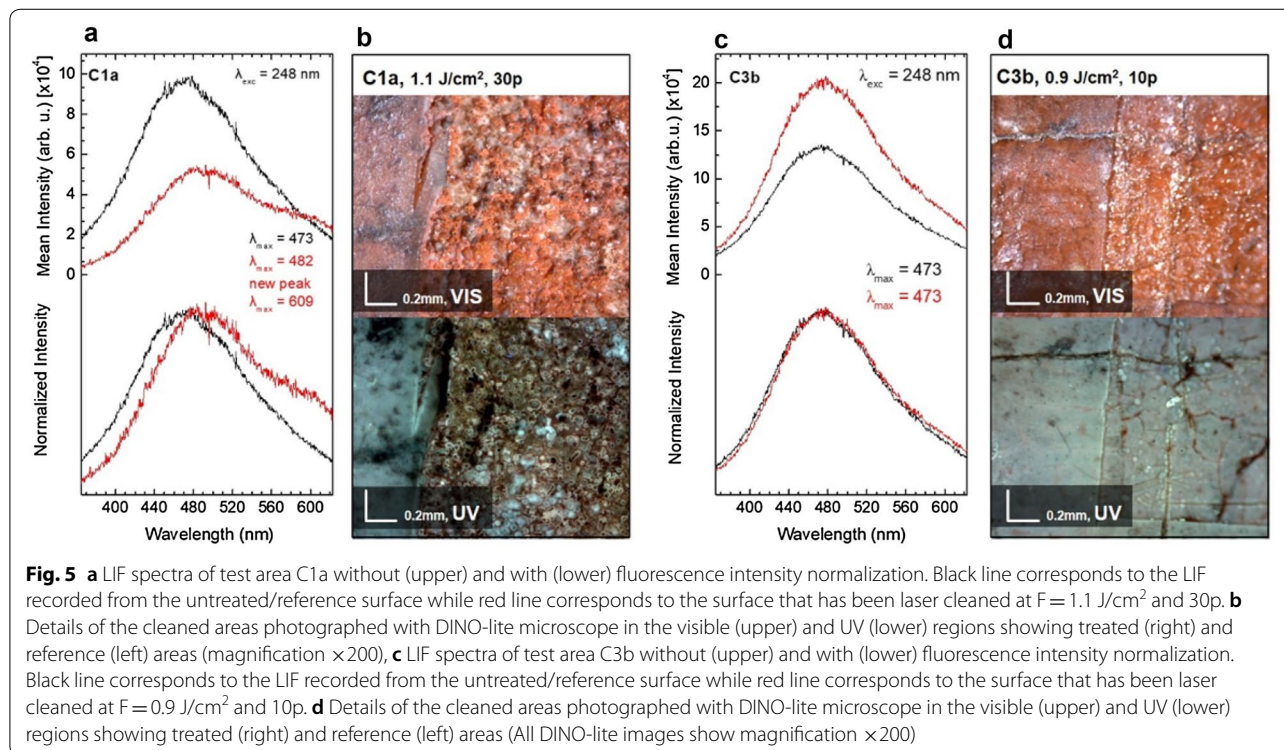 a
C1a
λexc = 248 nm
Mean Intensity (arb. u.) [x10⁴]
10
8
6
4
2
0
λmax = 473
λmax = 482
new peak
λmax = 609
Normalized Intensity
400 440 480 520 560 600
Wavelength (nm)
b
C1a, 1.1 J/cm², 30p
0.2mm, VIS
0.2mm, UV
c
C3b
λexc = 248 nm
Mean Intensity (arb.u.) (x10⁴)
20
15
10
5
0
λmax = 473
λmax = 473
Normalized Intensity
400 440 480 520 560 600
Wavelength (nm)
d
C3b, 0.9 J/cm², 10p
0.2mm, VIS
0.2mm, UV
Fig. 5 a LIF spectra of test area C1a without (upper) and with (lower) fluorescence intensity normalization. Black line corresponds to the LIF
recorded from the untreated/reference surface while red line corresponds to the surface that has been laser cleaned at F = 1.1 J/cm² and 30p. b
Details of the cleaned areas photographed with DINO-lite microscope in the visible (upper) and UV (lower) regions showing treated (right) and
reference (left) areas (magnification ×200), c LIF spectra of test area C3b without (upper) and with (lower) fluorescence intensity normalization.
Black line corresponds to the LIF recorded from the untreated/reference surface while red line corresponds to the surface that has been laser
cleaned at F = 0.9 J/cm² and 10p. d Details of the cleaned areas photographed with DINO-lite microscope in the visible (upper) and UV (lower)
regions showing treated (right) and reference (left) areas (All DINO-lite images show magnification ×200)